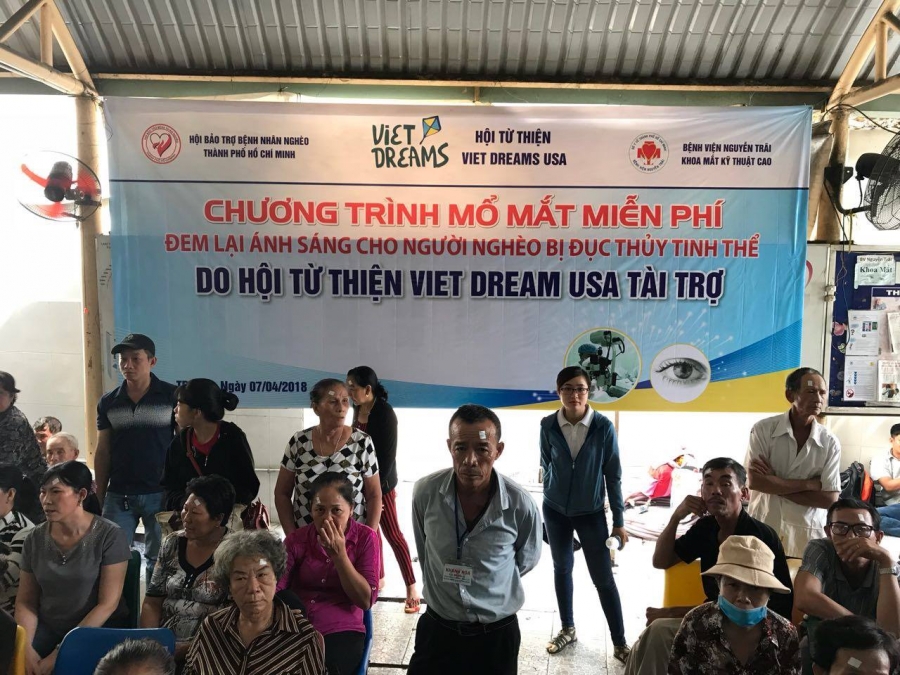 HỘI BẢO TRỢ BỆNH NHÂN NGHÈO
THÀNH PHỐ HỒ CHÍ MINH
VIET
DREAMS
HỘI TỪ THIỆN
VIET DREAMS USA
BỆNH VIỆN NGUYỄN TRÃI
KHOA MẮT KỸ THUẬT CAO
CHƯƠNG TRÌNH MỔ MẮT MIỄN PHÍ
ĐEM LẠI ÁNH SÁNG CHO NGƯỜI NGHÈO BỊ ĐỤC THỦY TINH THỂ
DO HỘI TỪ THIỆN VIET DREAM USA TÀI TRỢ
Ngày 07/04/2018
Khoa Mắt